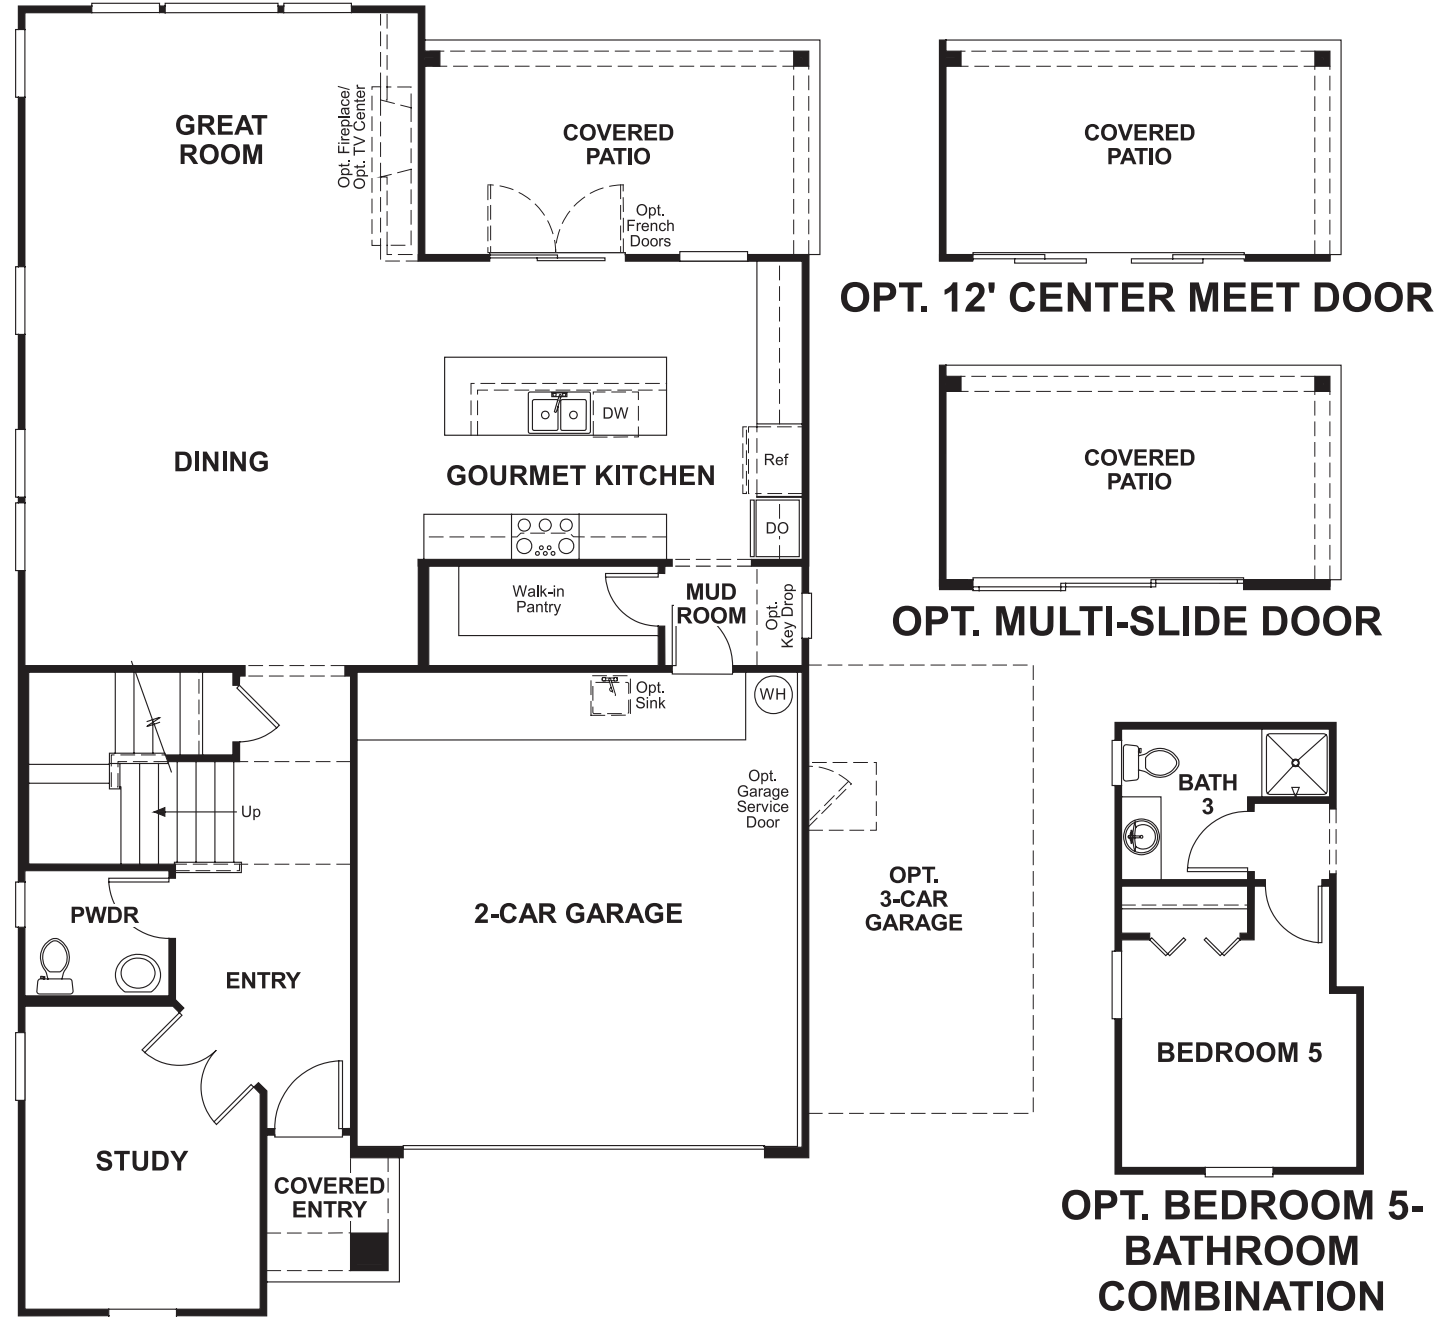 GREAT
ROOM
Opt. Fireplace/
Opt. TV Center
COVERED
PATIO
Opt.
French
Doors
COVERED
PATIO
OPT. 12' CENTER MEET DOOR
DW
DINING
GOURMET KITCHEN
Ref
DO
COVERED
PATIO
OPT. MULTI-SLIDE DOOR
Walk-in
Pantry
MUD
ROOM
Opt.
Key Drop
Opt.
Sink
WH
Up
Opt.
Garage
Service
Door
BATH
3
PWDR
2-CAR GARAGE
OPT.
3-CAR
GARAGE
ENTRY
BEDROOM 5
STUDY
COVERED
ENTRY
OPT. BEDROOM 5-
BATHROOM
COMBINATION